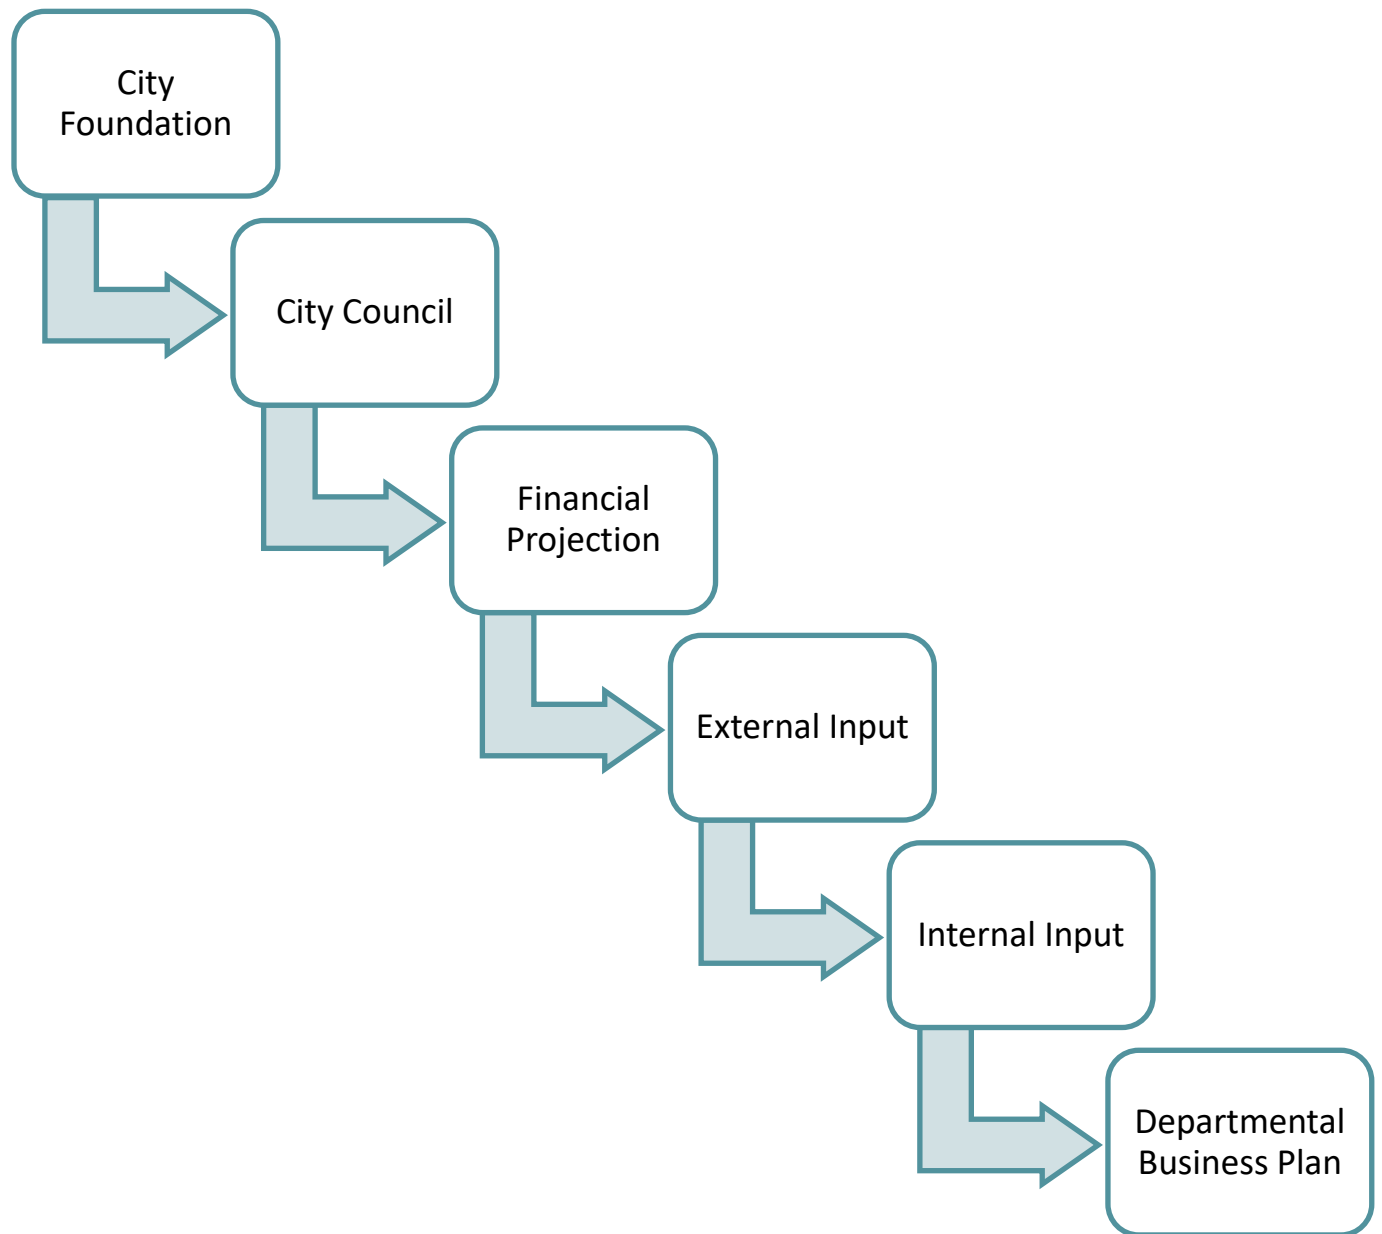 City
Foundation
City Council
Financial
Projection
External Input
Internal Input
Departmental
Business Plan